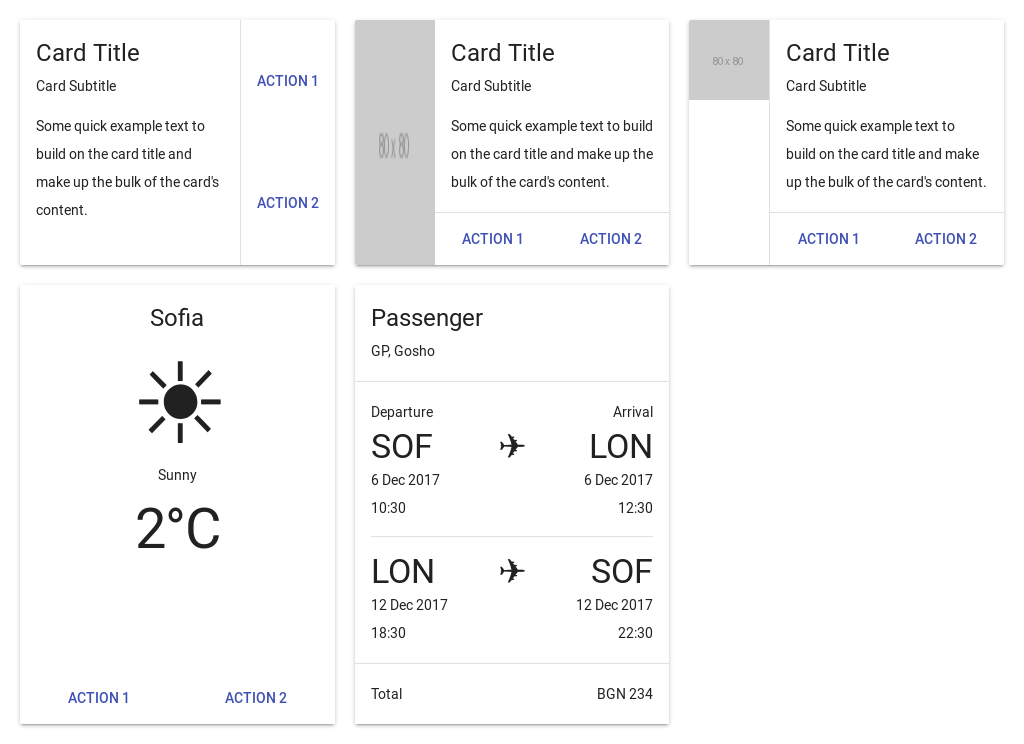 Card Title
Card Subtitle
Some quick example text to
build on the card title and
make up the bulk of the card's
content.
ACTION 1
ACTION 2
80 x 80
Card Title
Card Subtitle
Some quick example text to build
on the card title and make up the
bulk of the card's content.
ACTION 1 ACTION 2
80 x 80
Card Title
Card Subtitle
Some quick example text to
build on the card title and make
up the bulk of the card's content.
ACTION 1 ACTION 2
Sofia
Sunny
2°C
ACTION 1 ACTION 2
Passenger
GP, Gosho
Departure Arrival
SOF ✈ LON
6 Dec 2017 6 Dec 2017
10:30 12:30
LON ✈ SOF
12 Dec 2017 12 Dec 2017
18:30 22:30
Total BGN 234